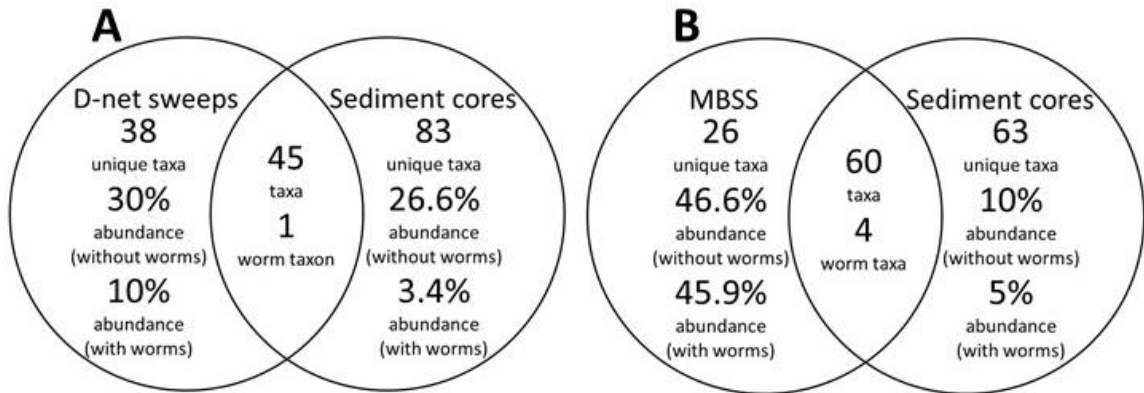 A
D-net sweeps
38
unique taxa
30%
abundance
(without worms)
10%
abundance
(with worms)
45
taxa
1
worm taxon
Sediment cores
83
unique taxa
26.6%
abundance
(without worms)
3.4%
abundance
(with worms)
B
MBSS
26
unique taxa
46.6%
abundance
(without worms)
45.9%
abundance
(with worms)
60
taxa
4
worm taxa
Sediment cores
63
unique taxa
10%
abundance
(without worms)
5%
abundance
(with worms)